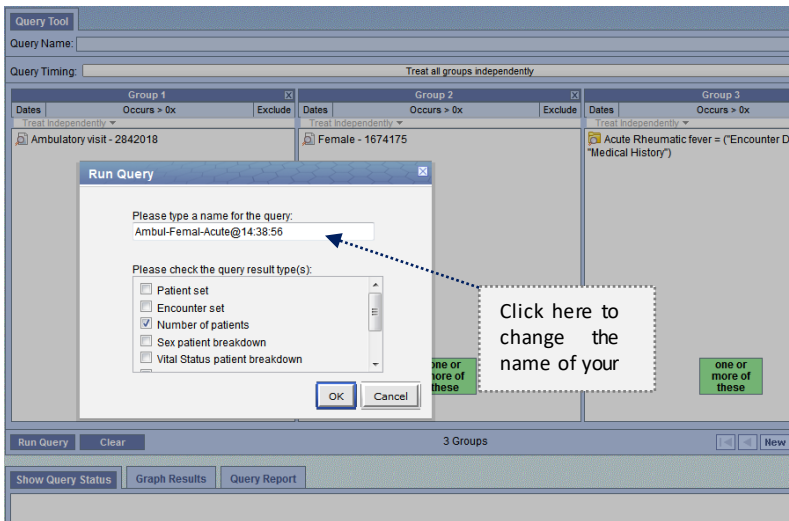 Query Tool
Query Name:
Query Timing: Treat all groups independently
Group 1
Dates Occurs > 0x Exclude
Treat Independently
Ambulatory visit - 2842018
Group 2
Dates Occurs > 0x Exclude
Treat Independently
Female - 1674175
Group 3
Dates Occurs > 0x
Treat Independently
Acute Rheumatic fever = ("Encounter D
"Medical History")
Run Query
Please type a name for the query:
Ambul-Femal-Acute@14:38:56
Please check the query result type(s):
Patient set
Encounter set
Number of patients
Sex patient breakdown
Vital Status patient breakdown
OK Cancel
Click here to
change the
name of your
one or
more of
these
one or
more of
these
Run Query Clear 3 Groups New
Show Query Status Graph Results Query Report